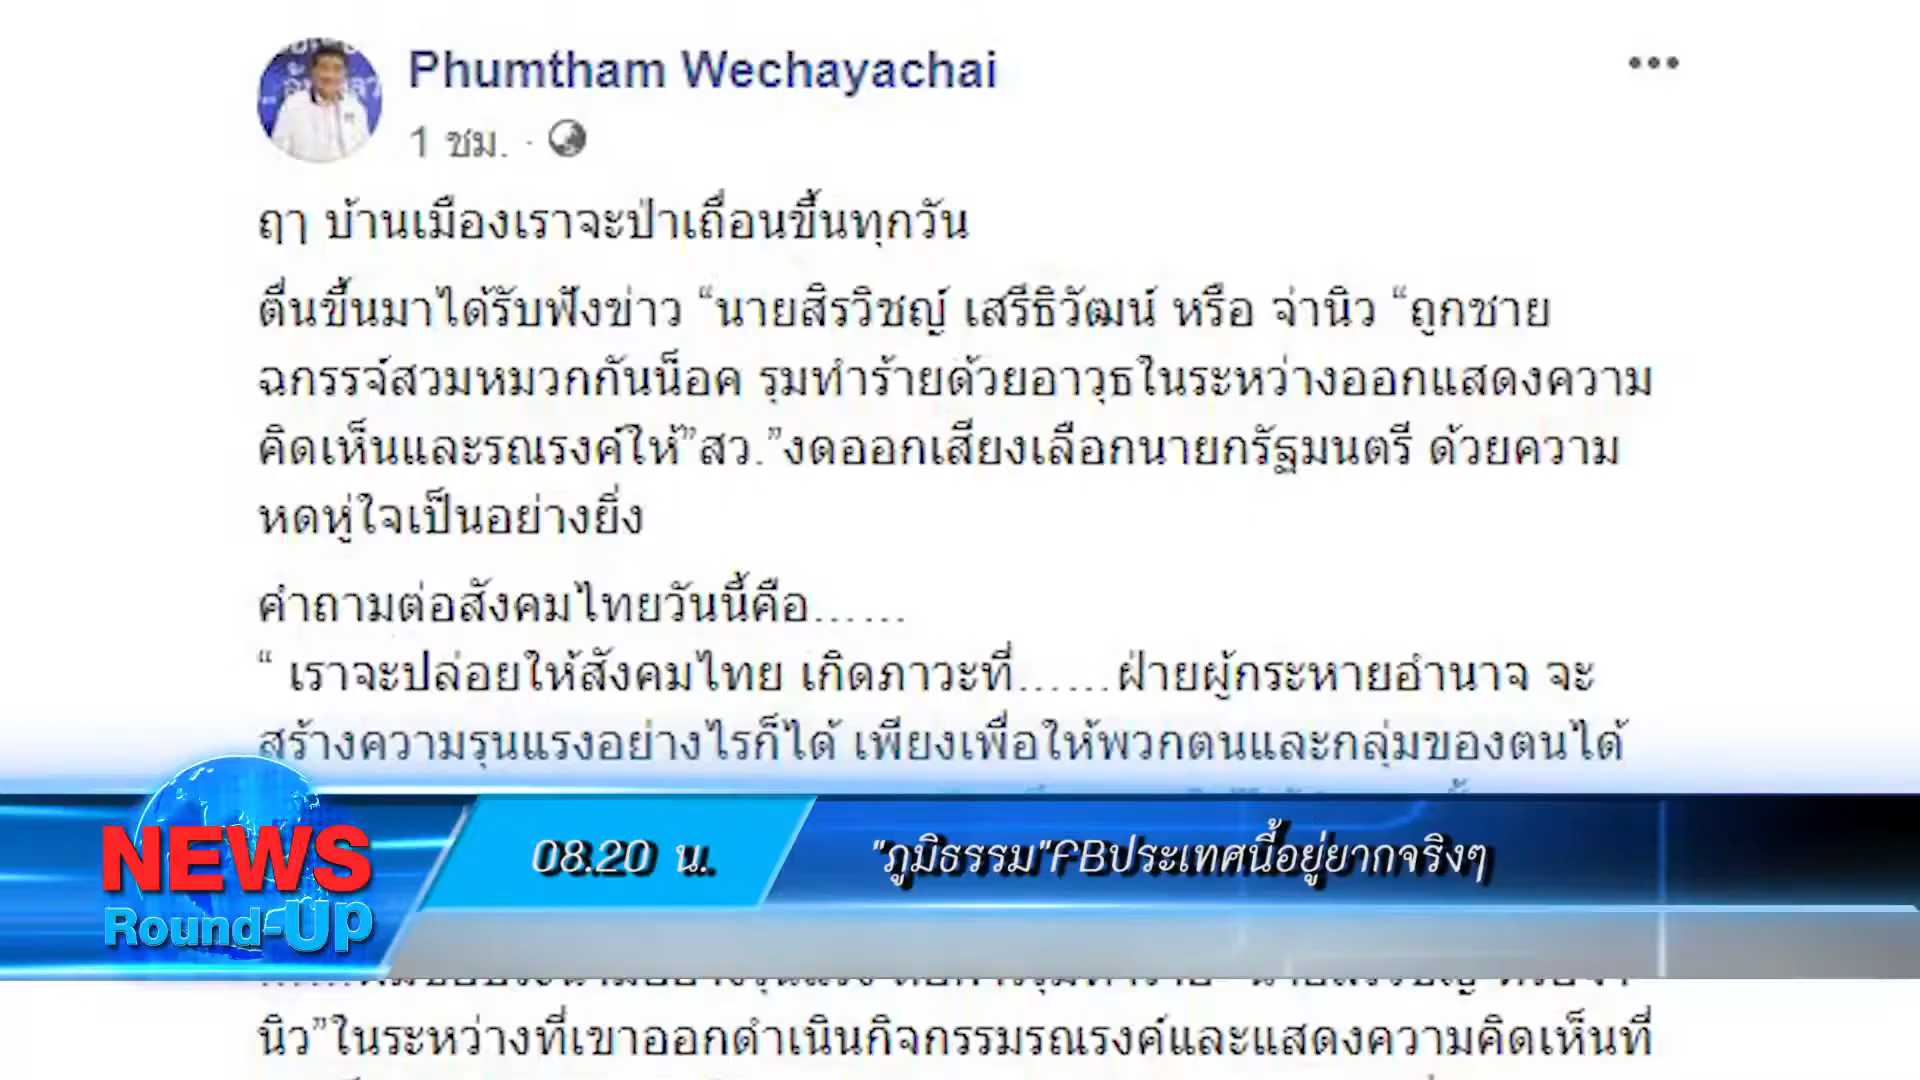 Phumtham Wechayachai
1 ชม. ·
ฤๅ บ้านเมืองเราจะป่าเถื่อนขึ้นทุกวัน
ตื่นขึ้นมาได้รับฟังข่าว “นายสิรวิชญ์ เสรีธิวัฒน์ หรือ จ่านิว “ถูกชาย
ฉกรรจ์สวมหมวกกันน็อค รุมทำร้ายด้วยอาวุธในระหว่างออกแสดงความ
คิดเห็นและรณรงค์ให้”สว.”งดออกเสียงเลือกนายกรัฐมนตรี ด้วยความ
หดหู่ใจเป็นอย่างยิ่ง
คำถามต่อสังคมไทยวันนี้คือ……
“ เราจะปล่อยให้สังคมไทย เกิดภาวะที่……ฝ่ายผู้กระหายอำนาจ จะ
สร้างความรุนแรงอย่างไรก็ได้ เพียงเพื่อให้พวกตนและกลุ่มของตนได้
NEWS
Round-Up
08.20 น.
"ภูมิธรรม"FBประเทศนี้อยู่ยากจริงๆ
นิว”ในระหว่างที่เขาออกดำเนินกิจกรรมรณรงค์และแสดงความคิดเห็นที่